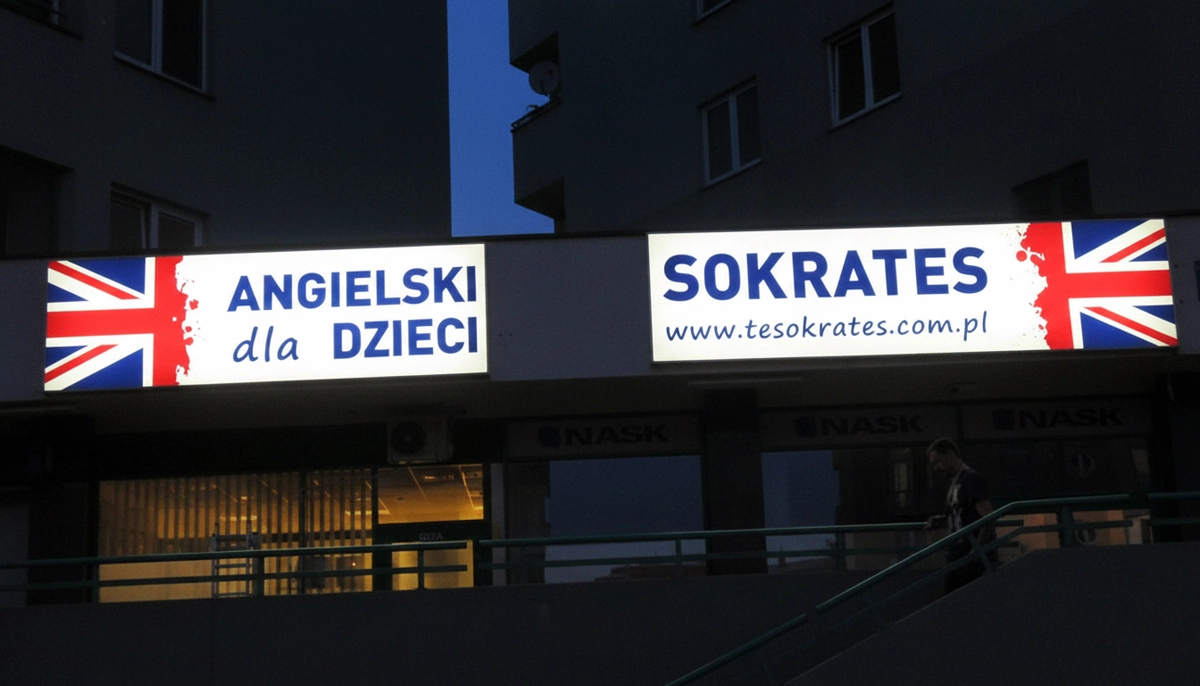 ANGIELSKI
dla DZIECI
SOKRATES
www.tesokrates.com.pl
NASK
NASK
NASK